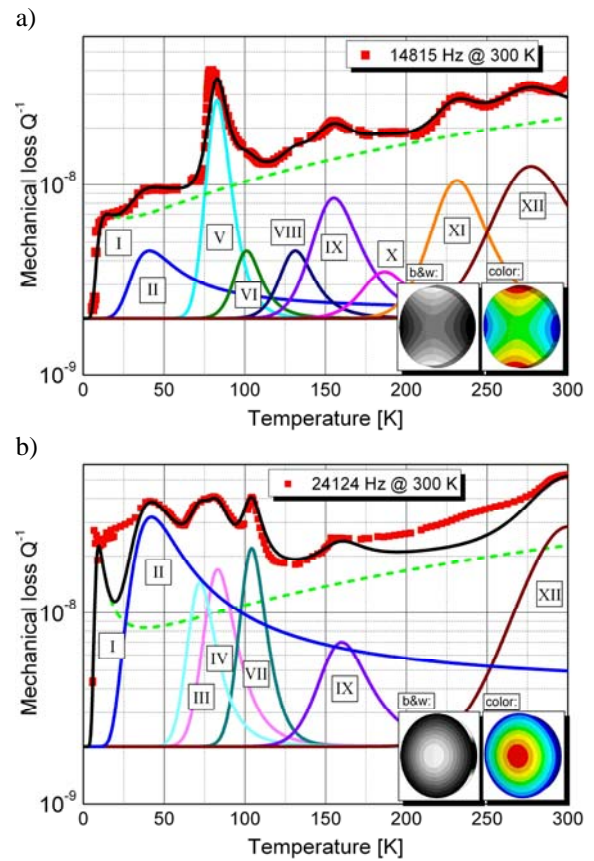 a)
14815 Hz @ 300 K
Mechanical loss Q⁻¹
10⁻⁸
10⁻⁹
I
II
V
VI
VIII
IX
X
XI
XII
b&w:
color:
0 50 100 150 200 250 300
Temperature [K]
b)
24124 Hz @ 300 K
Mechanical loss Q⁻¹
10⁻⁸
10⁻⁹
I
II
III
IV
VII
IX
XII
b&w:
color:
0 50 100 150 200 250 300
Temperature [K]